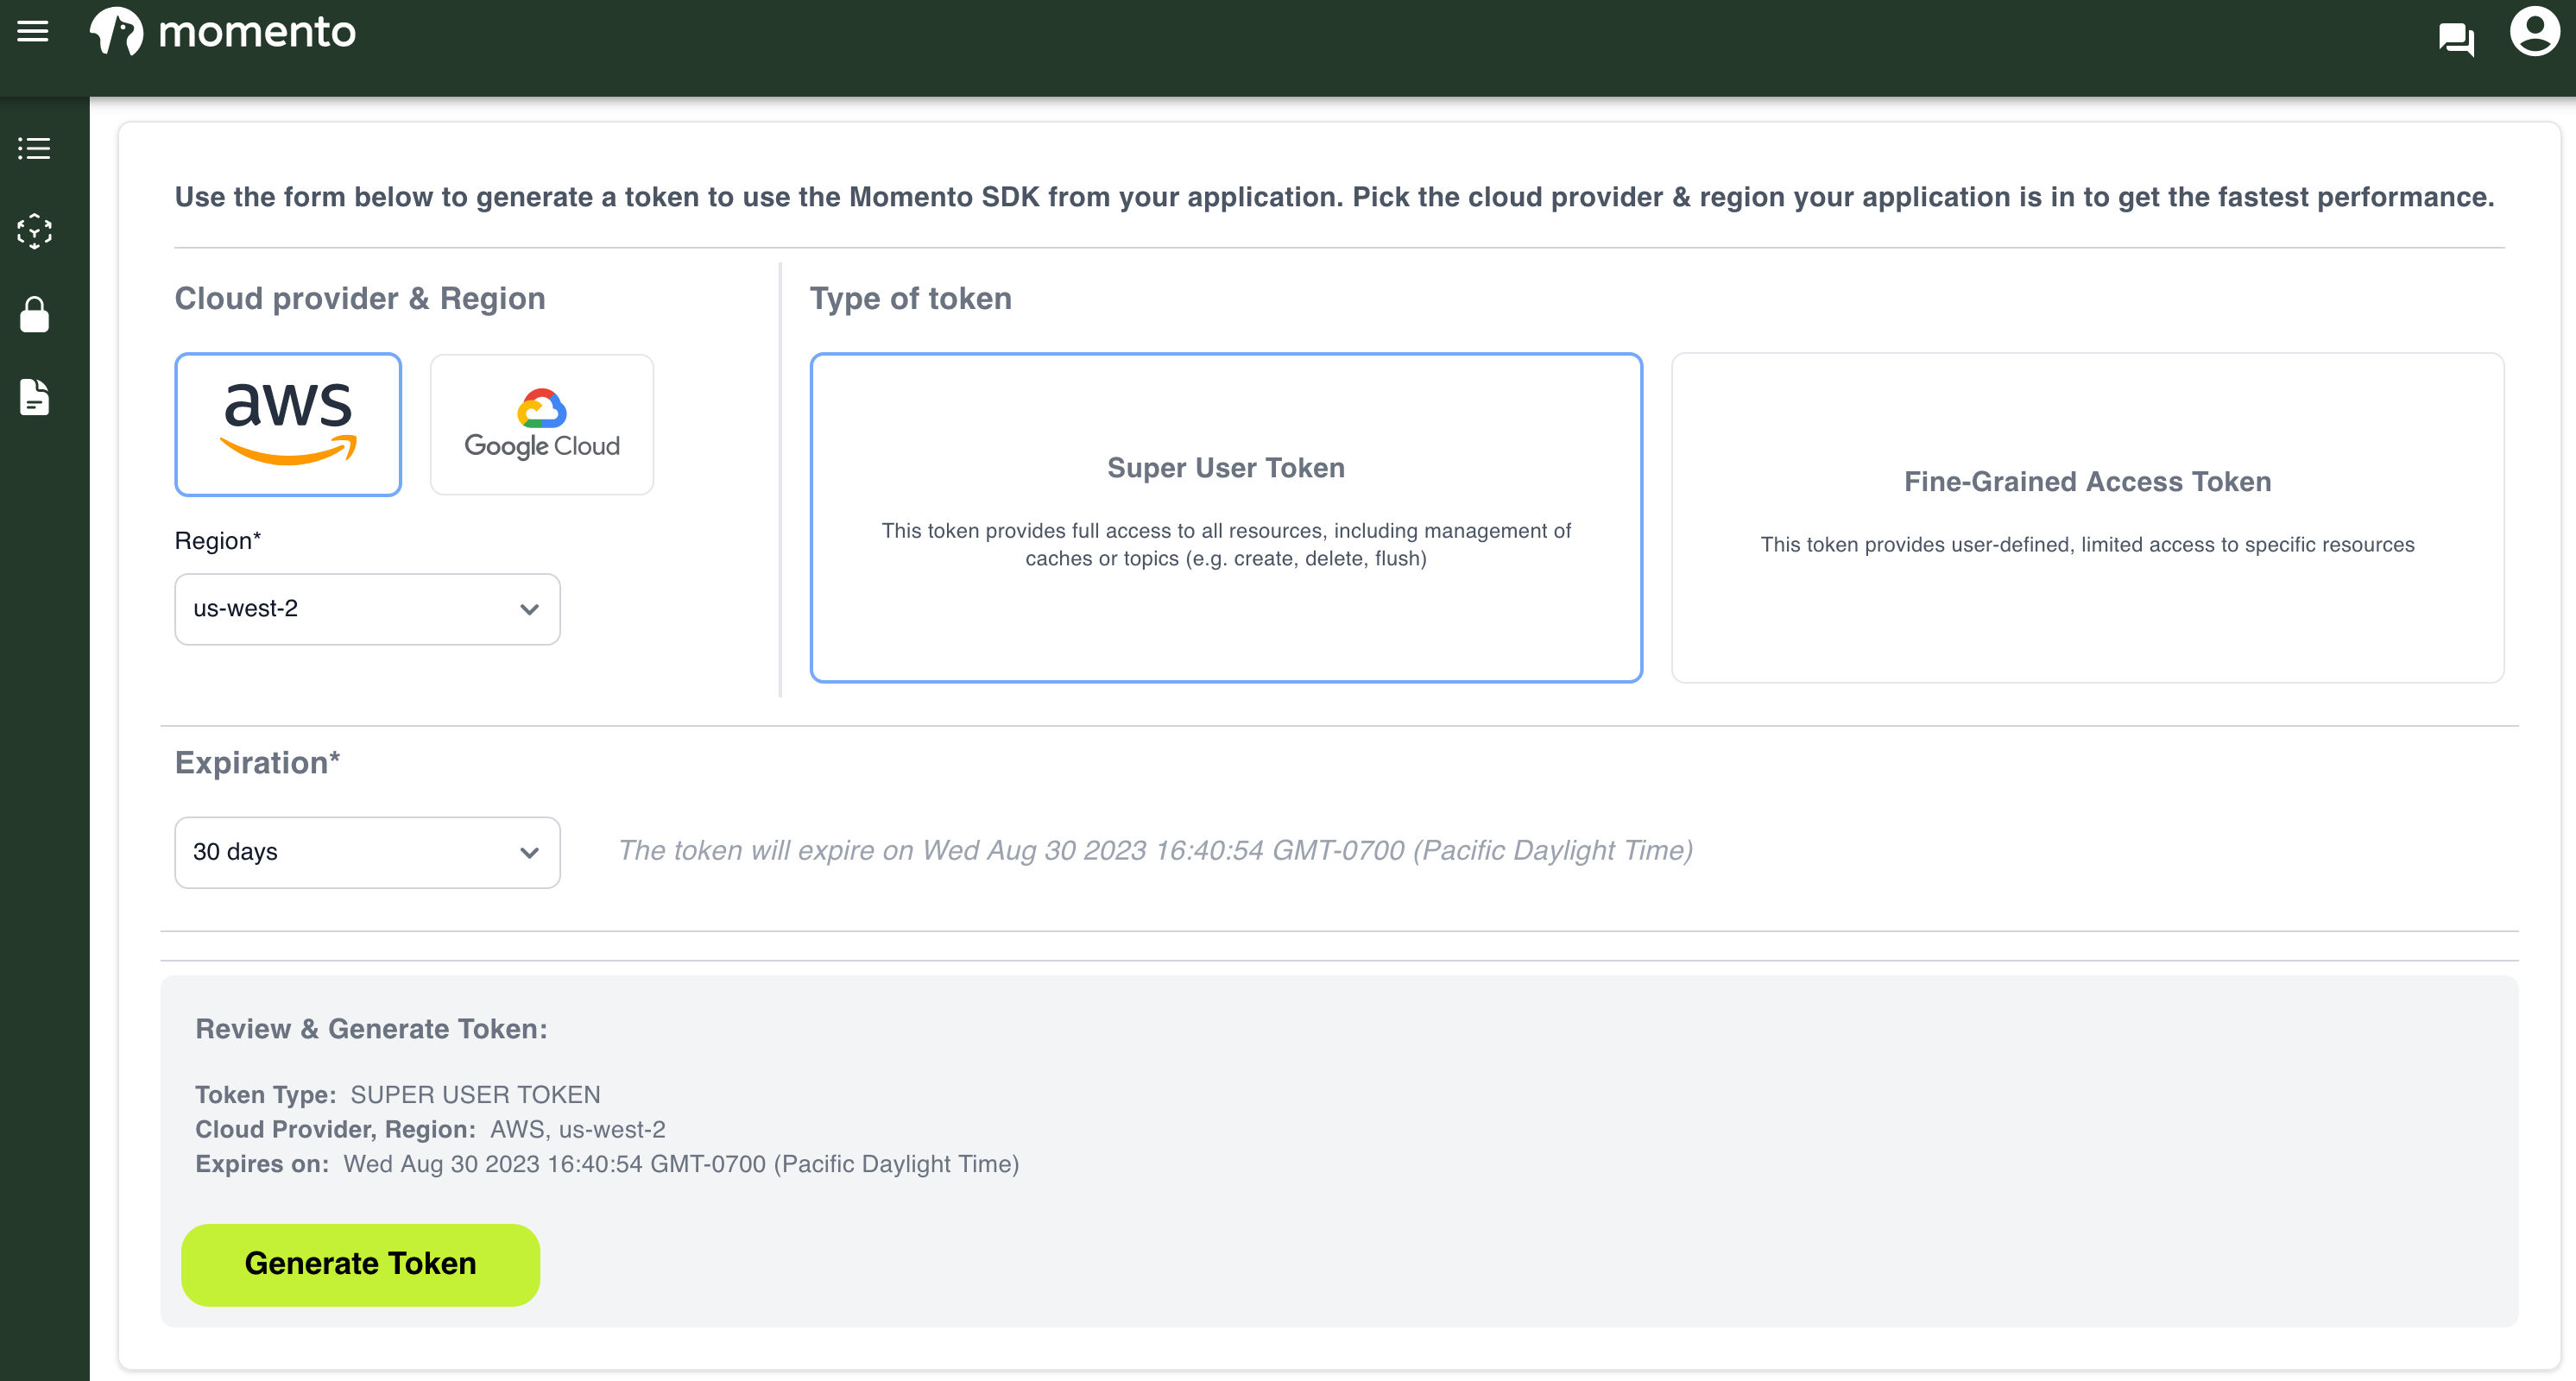 momento
Use the form below to generate a token to use the Momento SDK from your application. Pick the cloud provider & region your application is in to get the fastest performance.
Cloud provider & Region
aws
Google Cloud
Region*
us-west-2
Type of token
Super User Token
This token provides full access to all resources, including management of
caches or topics (e.g. create, delete, flush)
Fine-Grained Access Token
This token provides user-defined, limited access to specific resources
Expiration*
30 days
The token will expire on Wed Aug 30 2023 16:40:54 GMT-0700 (Pacific Daylight Time)
Review & Generate Token:
Token Type: SUPER USER TOKEN
Cloud Provider, Region: AWS, us-west-2
Expires on: Wed Aug 30 2023 16:40:54 GMT-0700 (Pacific Daylight Time)
Generate Token